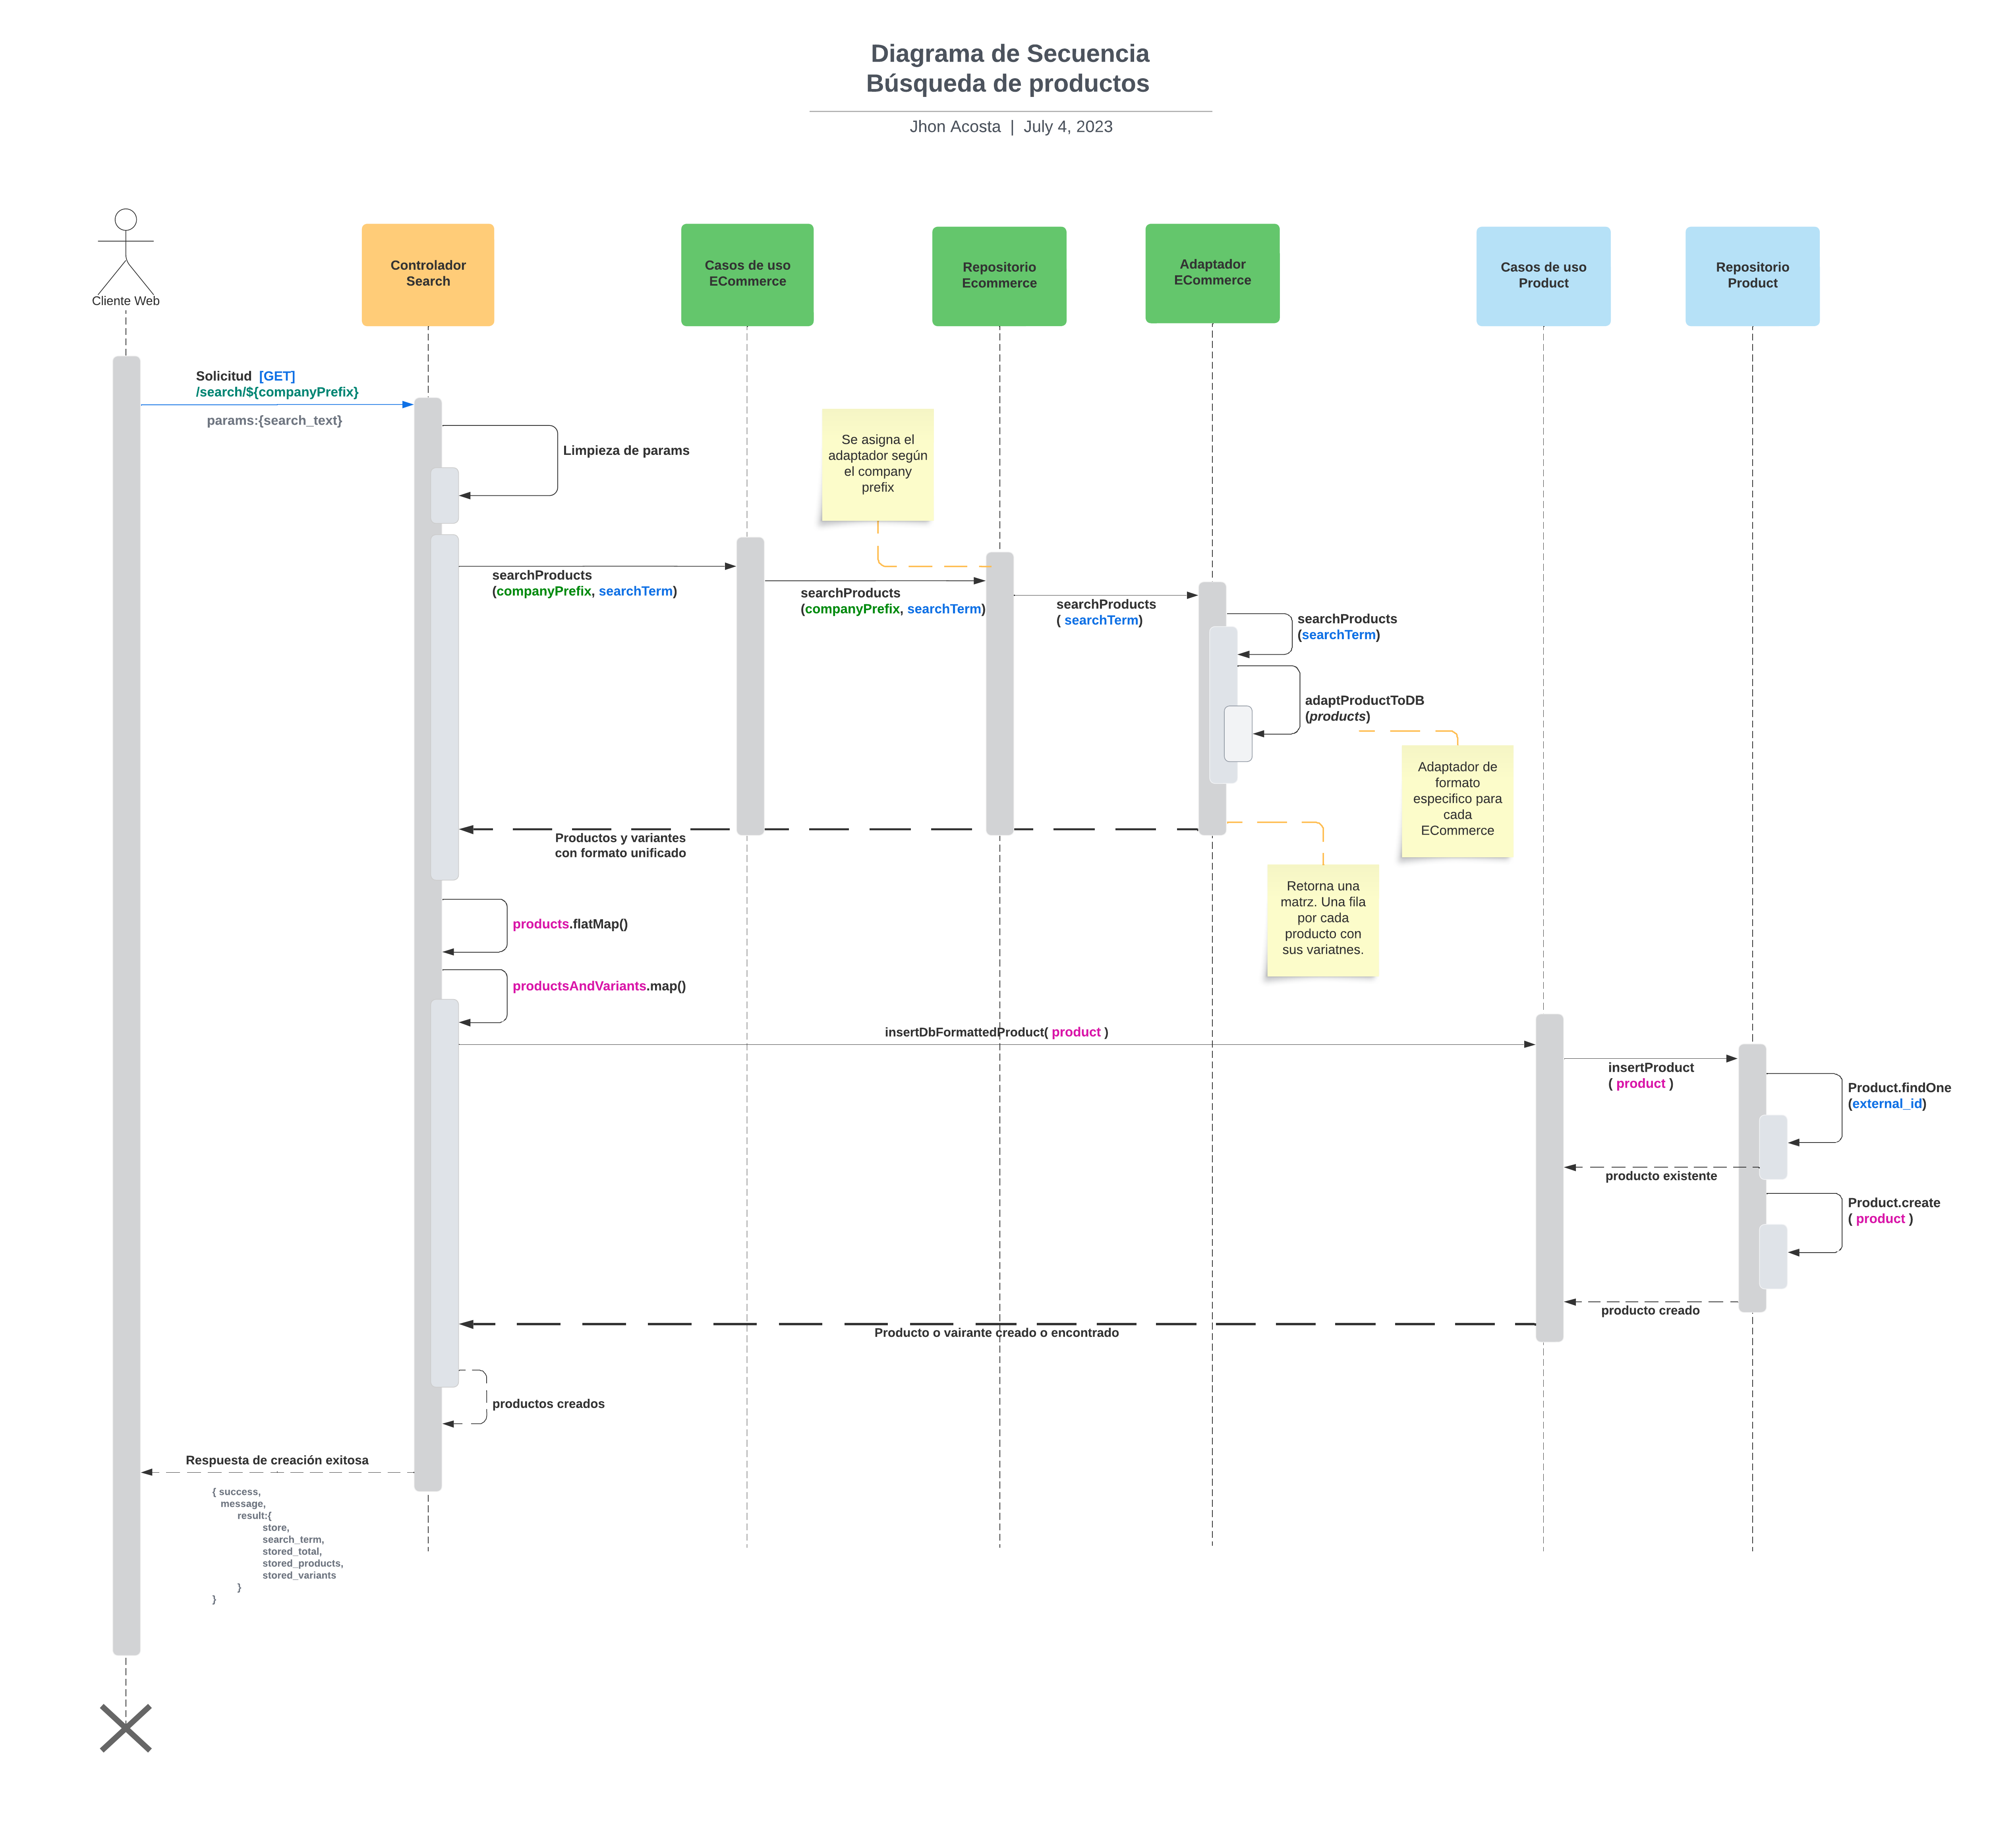 Diagrama de Secuencia
Búsqueda de productos
Jhon Acosta | July 4, 2023
Cliente Web
Controlador
Search
Casos de uso
ECommerce
Repositorio
Ecommerce
Adaptador
ECommerce
Casos de uso
Product
Repositorio
Product
Solicitud [GET]
/search/${companyPrefix}
params:{search_text}
Limpieza de params
Se asigna el
adaptador según
el company
prefix
searchProducts
(companyPrefix, searchTerm)
searchProducts
(companyPrefix, searchTerm)
searchProducts
( searchTerm)
searchProducts
(searchTerm)
adaptProductToDB
(products)
Adaptador de
formato
especifico para
cada
ECommerce
Productos y variantes
con formato unificado
Retorna una
matrz. Una fila
por cada
producto con
sus variatnes.
products.flatMap()
productsAndVariants.map()
insertDbFormattedProduct( product )
insertProduct
( product )
Product.findOne
(external_id)
producto existente
Product.create
( product )
producto creado
Producto o vairante creado o encontrado
productos creados
Respuesta de creación exitosa
{ success,
message,
result:{
store,
search_term,
stored_total,
stored_products,
stored_variants
}
}